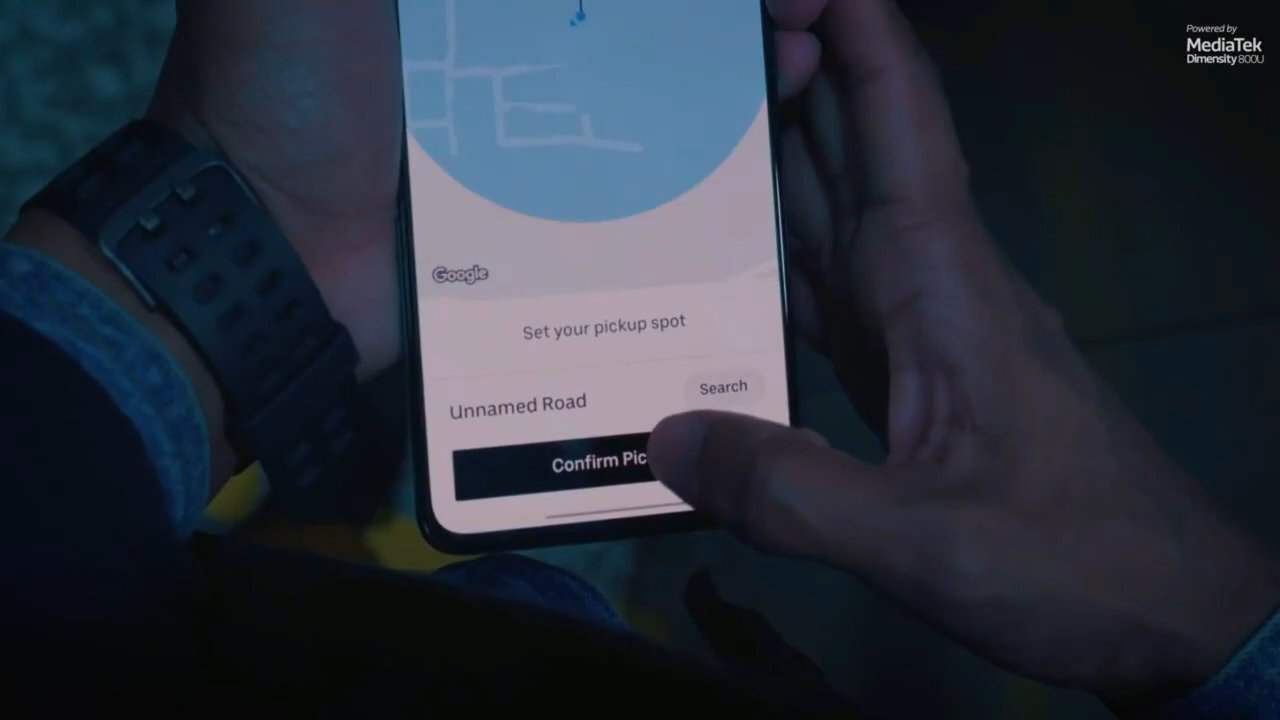 Powered by
MediaTek
Dimensity 800U
Google
Set your pickup spot
Search
Unnamed Road
Confirm Pic